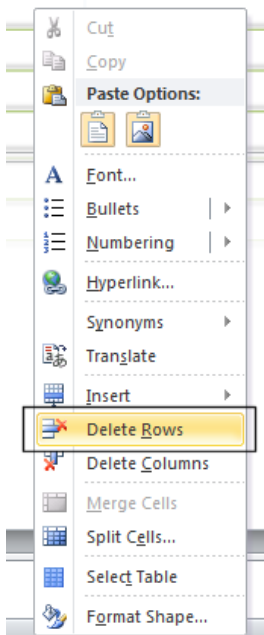 Cut
Copy
Paste Options:
Font...
Bullets
Numbering
Hyperlink...
Synonyms
Translate
Insert
Delete Rows
Delete Columns
Merge Cells
Split Cells...
Select Table
Format Shape...